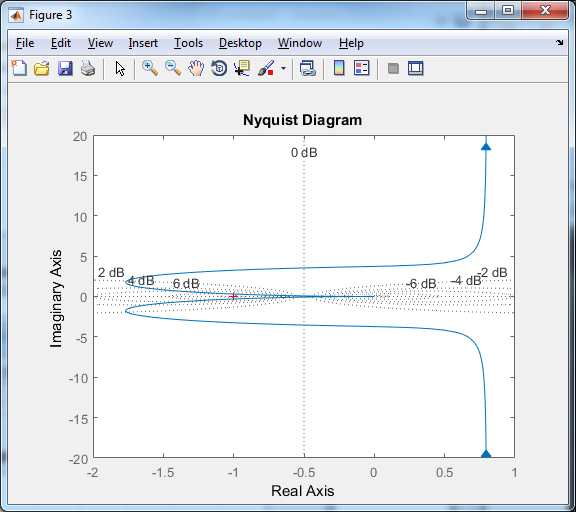 Figure 3
File Edit View Insert Tools Desktop Window Help
Nyquist Diagram
20
0 dB
15
10
5
2 dB
4 dB
6 dB
-6 dB
-4 dB
-2 dB
0
-5
-10
-15
-20
-2 -1.5 -1 -0.5 0 0.5 1
Imaginary Axis
Real Axis